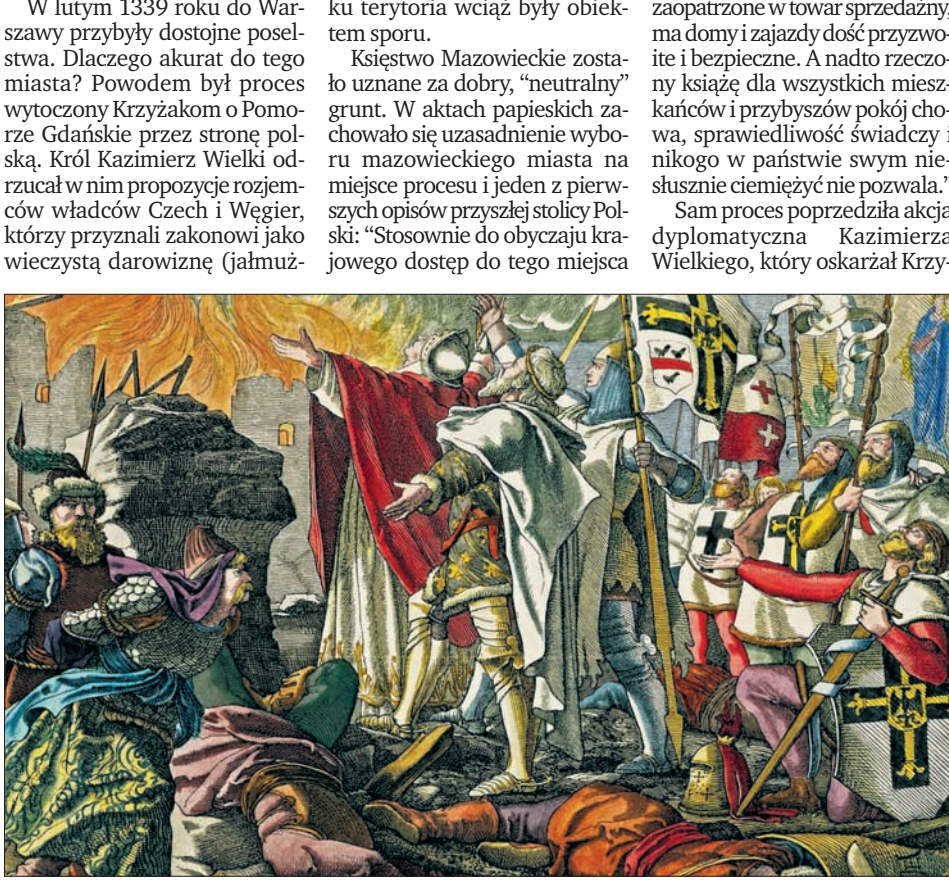 W lutym 1339 roku do War-
szawy przybyły dostojne posel-
stwa. Dlaczego akurat do tego
miasta? Powodem był proces
wytoczony Krzyżakom o Pomo-
rze Gdańskie przez stronę pol-
ską. Król Kazimierz Wielki od-
rzucał w nim propozycje rozjem-
ców władców Czech i Węgier,
którzy przyznali zakonowi jako
wieczystą darowiznę (jałmuż-
ku terytoria wciąż były obiek-
tem sporu.
Księstwo Mazowieckie zosta-
ło uznane za dobry, “neutralny”
grunt. W aktach papieskich za-
chowało się uzasadnienie wybo-
ru mazowieckiego miasta na
miejsce procesu i jeden z pierw-
szych opisów przyszłej stolicy Pol-
ski: “Stosownie do obyczaju kra-
jowego dostęp do tego miejsca
zaopatrzone w towar sprzedażny,
ma domy i zajazdy dość przyzwo-
ite i bezpieczne. A nadto rzeczo-
ny książę dla wszystkich miesz-
kańców i przybyszów pokój cho-
wa, sprawiedliwość świadczy i
nikogo w państwie swym nie-
słusznie ciemiężyć nie pozwala.”
Sam proces poprzedziła akcja
dyplomatyczna Kazimierza
Wielkiego, który oskarżał Krzy-